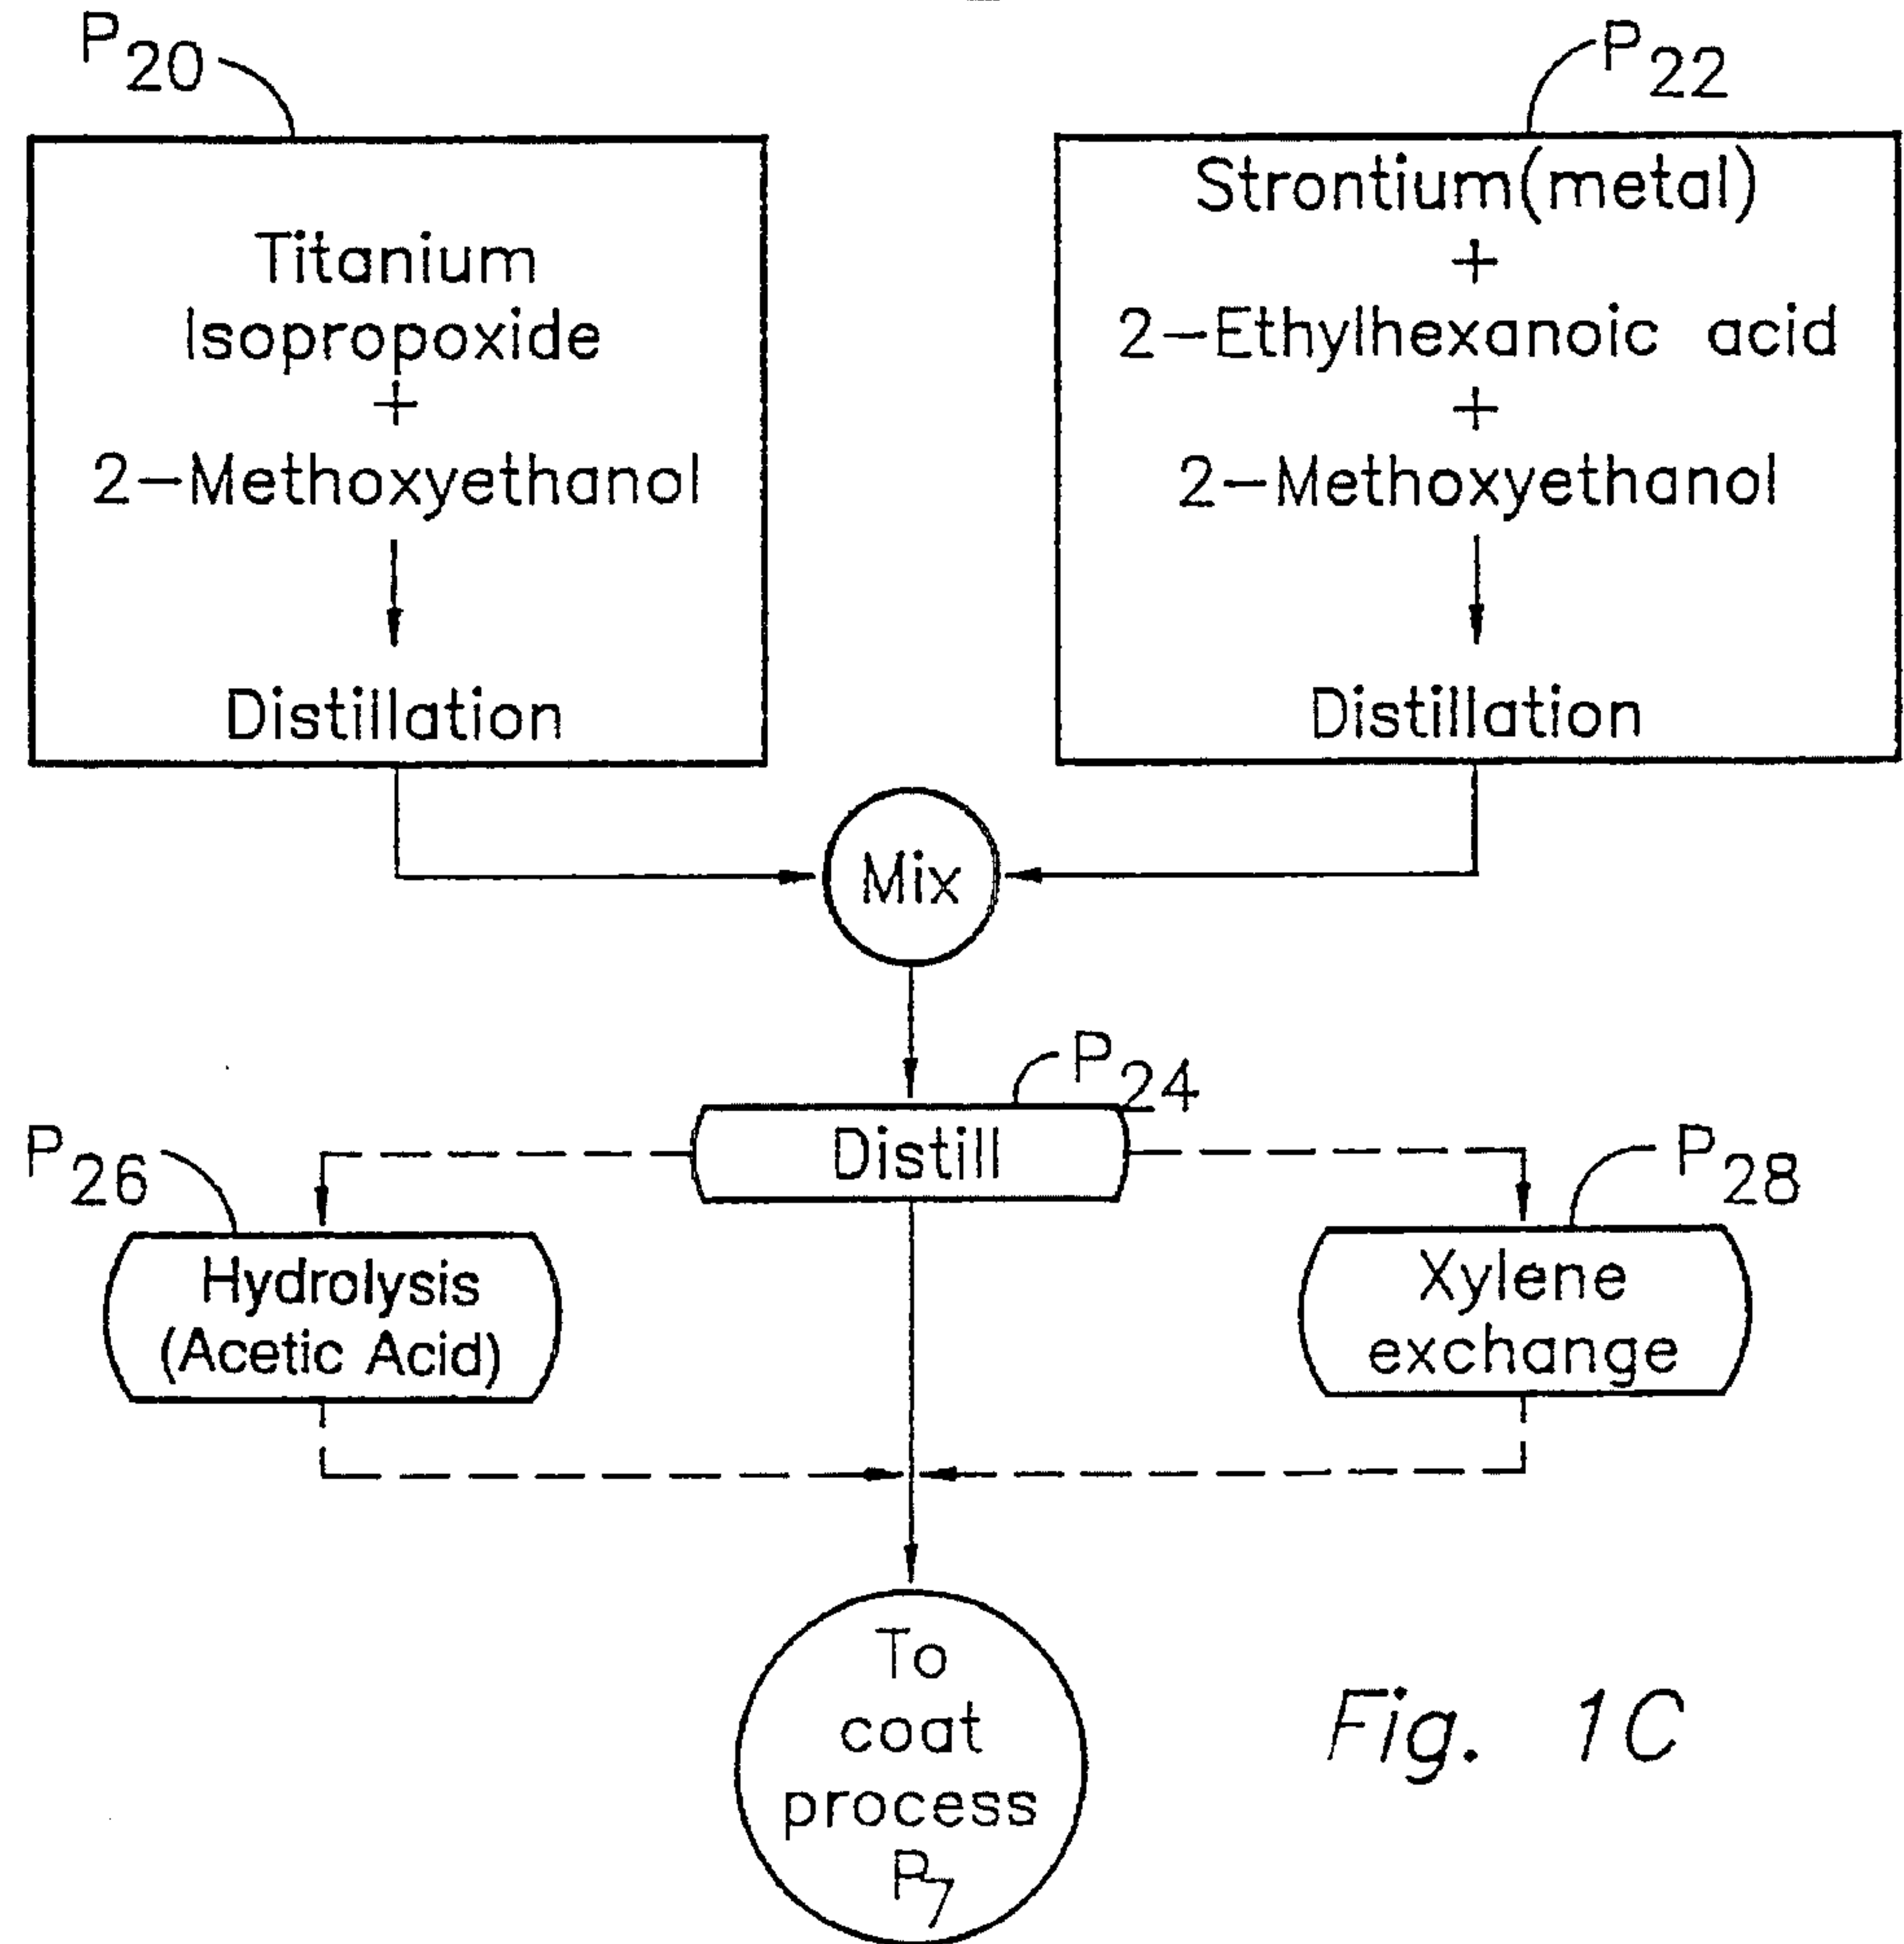 P20
P22
Titanium
Isopropoxide
+
2-Methoxyethanol
Distillation
Strontium(metal)
+
2-Ethylhexanoic acid
+
2-Methoxyethanol
Distillation
Mix
P24
Distill
P26
Hydrolysis
(Acetic Acid)
P28
Xylene
exchange
To
coat
process
P7
Fig. 1C